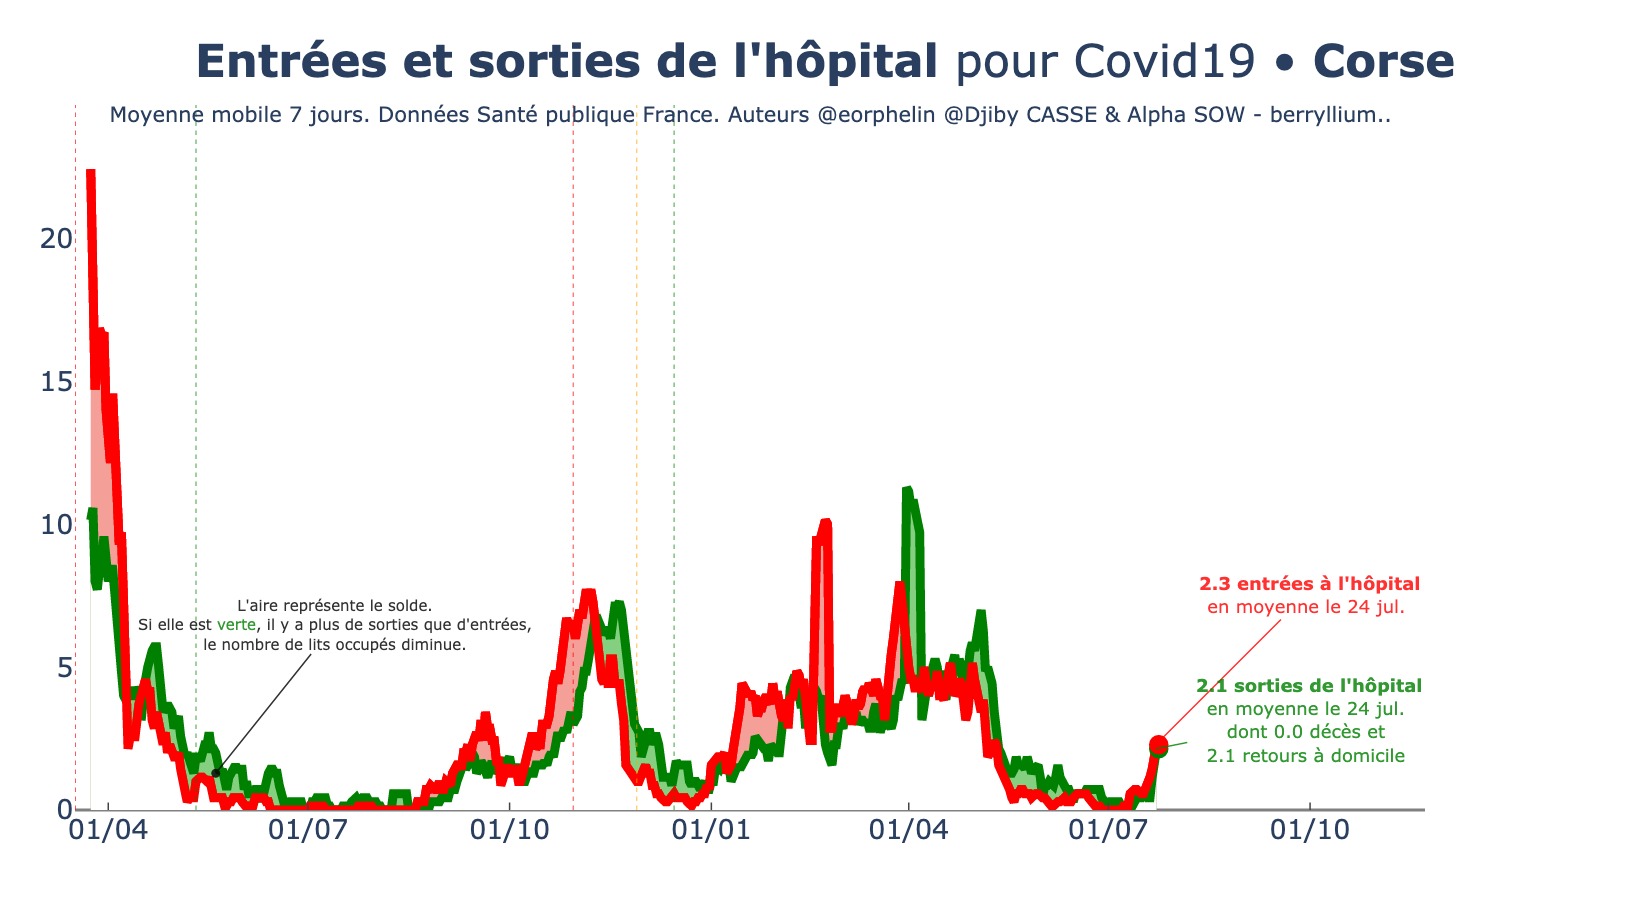 Entrées et sorties de l'hôpital pour Covid19 • Corse
Moyenne mobile 7 jours. Données Santé publique France. Auteurs @eorphelin @Djiby CASSE & Alpha SOW - berryllium..
20
15
10
5
0
L'aire représente le solde.
Si elle est verte, il y a plus de sorties que d'entrées,
le nombre de lits occupés diminue.
2.3 entrées à l'hôpital
en moyenne le 24 jul.
2.1 sorties de l'hôpital
en moyenne le 24 jul.
dont 0.0 décès et
2.1 retours à domicile
01/04 01/07 01/10 01/01 01/04 01/07 01/10